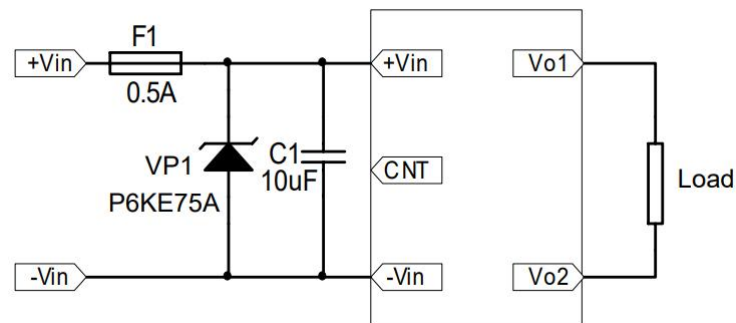 F1
+Vin
+Vin
Vo1
0.5A
VP1
C1
CNT
10uF
P6KE75A
Load
-Vin
-Vin
Vo2